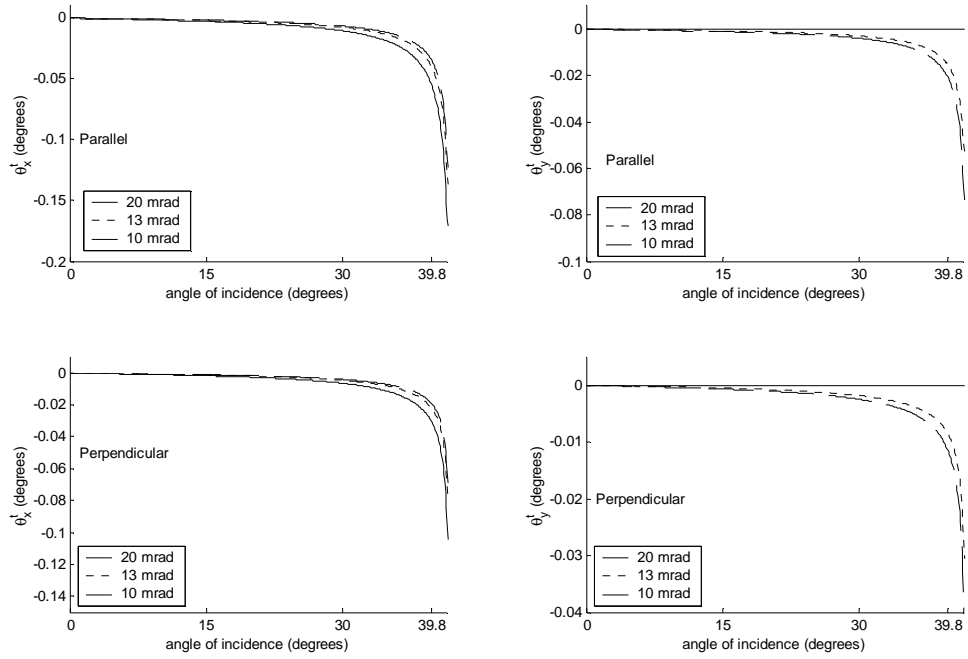 0
-0.05
-0.1
-0.15
-0.2
θxt (degrees)
Parallel
20 mrad
13 mrad
10 mrad
0 15 30 39.8
angle of incidence (degrees)
0
-0.02
-0.04
-0.06
-0.08
-0.1
θyt (degrees)
Parallel
20 mrad
13 mrad
10 mrad
0 15 30 39.8
angle of incidence (degrees)
0
-0.02
-0.04
-0.06
-0.08
-0.1
-0.12
-0.14
θxt (degrees)
Perpendicular
20 mrad
13 mrad
10 mrad
0 15 30 39.8
angle of incidence (degrees)
0
-0.01
-0.02
-0.03
-0.04
θyt (degrees)
Perpendicular
20 mrad
13 mrad
10 mrad
0 15 30 39.8
angle of incidence (degrees)